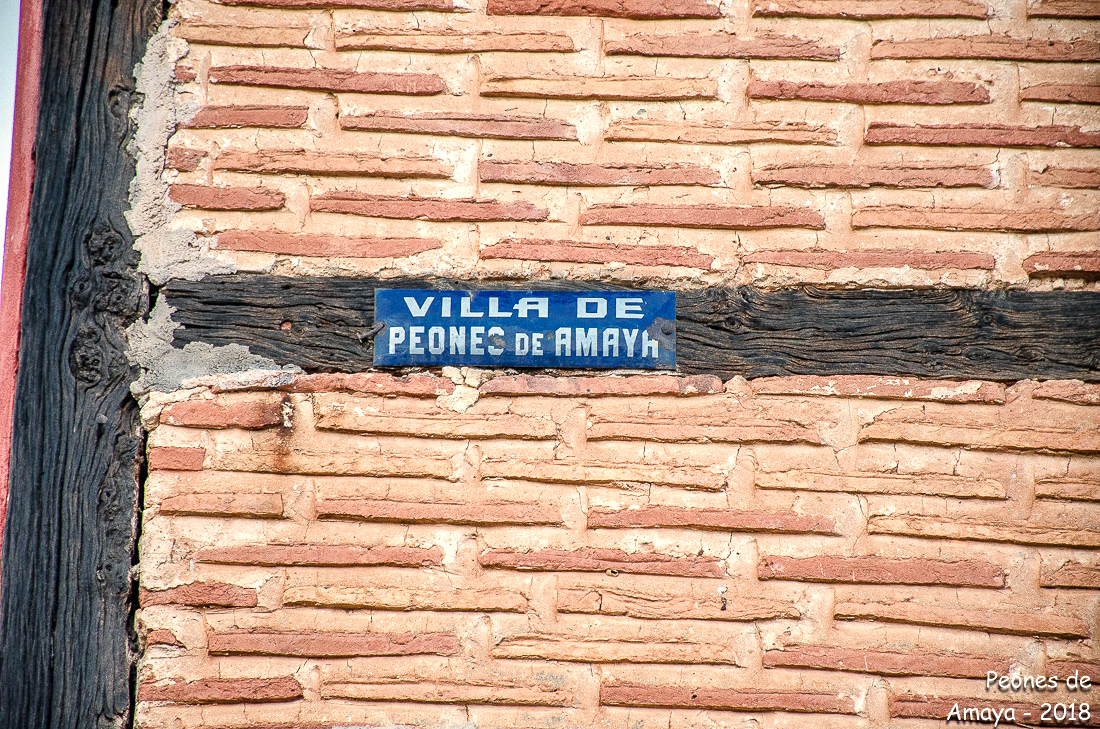 VILLA DE
PEONES DE AMAYA
Peones de
Amaya - 2018